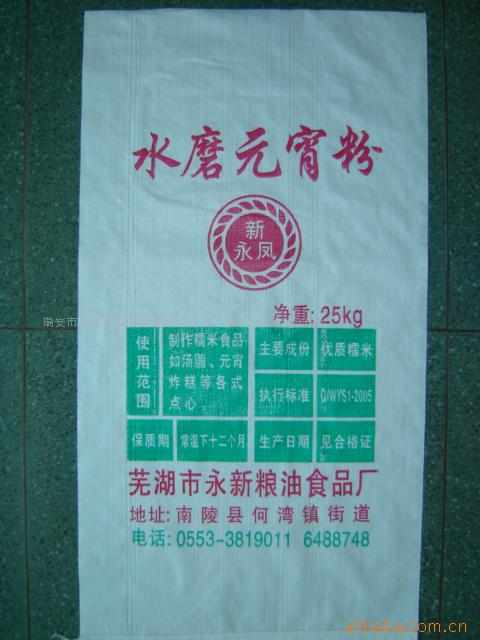 水磨元宵粉
新
永凤
净重: 25kg
使用范围
制作糯米食品
如汤圆、元宵
炸糕等各式
点心
主要成份
优质糯米
执行标准
Q/WYS1-2005
保质期
常温下十二个月
生产日期
见合格证
芜湖市永新粮油食品厂
地址: 南陵县何湾镇街道
电话: 0553-3819011 6488748
瑞安市
alibaba.com.cn